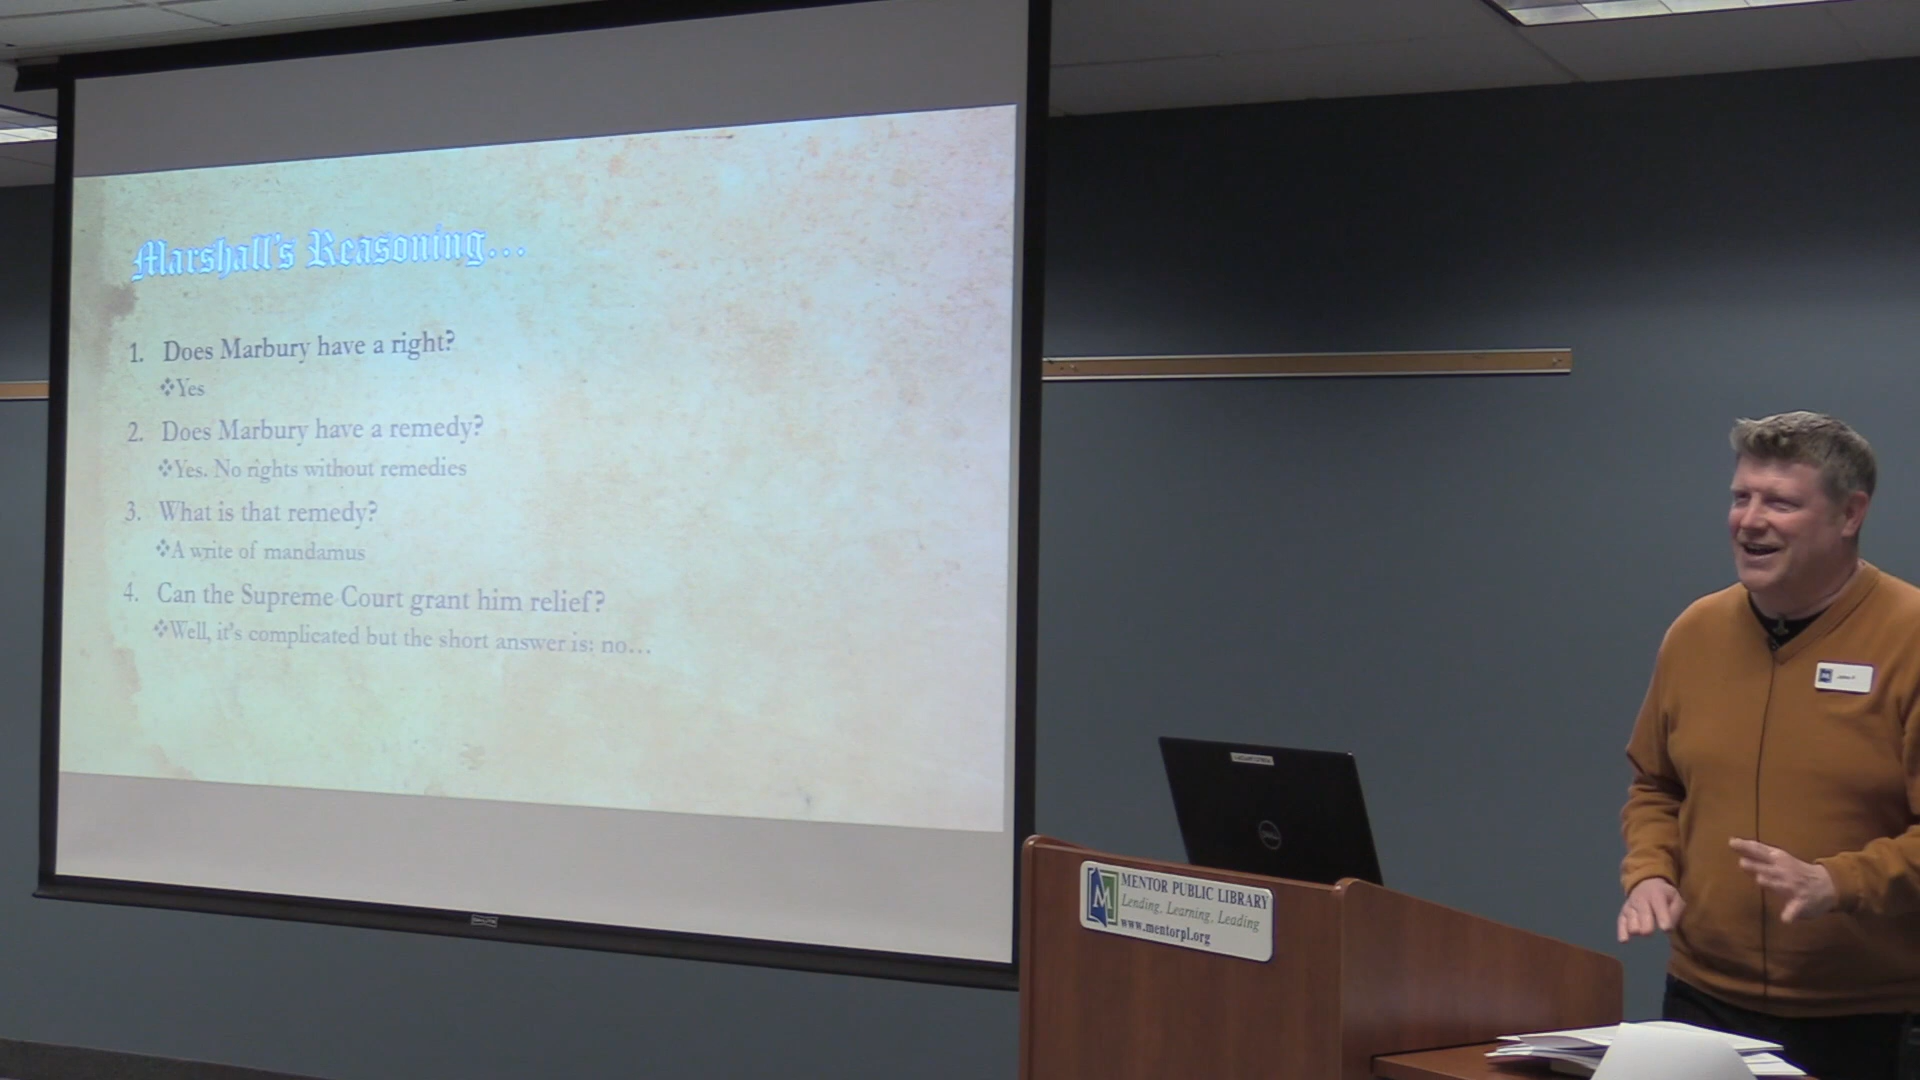 Marshall's Reasoning...
1. Does Marbury have a right?
❖Yes
2. Does Marbury have a remedy?
❖Yes. No rights without remedies
3. What is that remedy?
❖A write of mandamus
4. Can the Supreme Court grant him relief?
❖Well, it's complicated but the short answer is: no...
DELL
M
MENTOR PUBLIC LIBRARY
Lending, Learning, Leading
www.mentorpl.org